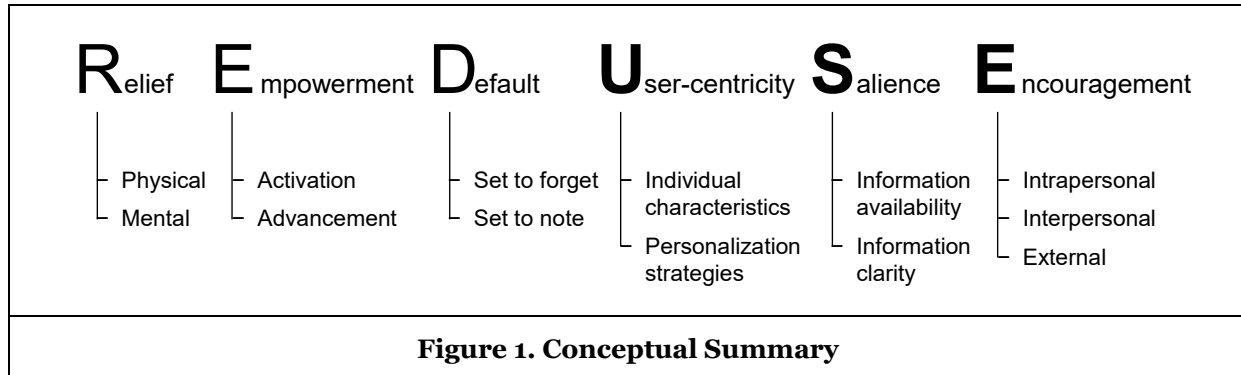 Relief Empowerment Default User-centricity Salience Encouragement
Physical
Mental
Activation
Advancement
Set to forget
Set to note
Individual
characteristics
Personalization
strategies
Information
availability
Information
clarity
Intrapersonal
Interpersonal
External
Figure 1. Conceptual Summary